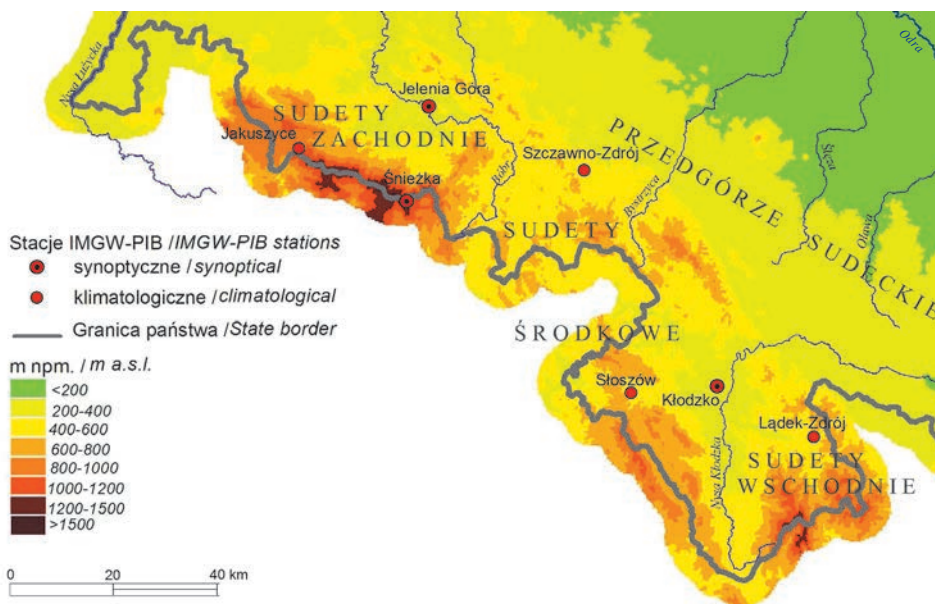 Odra
Nysa Łużycka
Jelenia Góra
SUDETY
ZACHODNIE
Jakuszyce
Szczawno-Zdrój
PRZEDGÓRZE
SUDECKIE
Ślęza
Oława
Bystrzyca
Bóbr
Śnieżka
SUDETY
Stacje IMGW-PIB / IMGW-PIB stations
synoptyczne / synoptical
klimatologiczne / climatological
Granica państwa / State border
ŚRODKOWE
m npm. / m a.s.l.
<200
200-400
400-600
600-800
800-1000
1000-1200
1200-1500
>1500
Słoszów
Kłodzko
Lądek-Zdrój
Nysa Kłodzka
SUDETY
WSCHODNIE
0 20 40 km